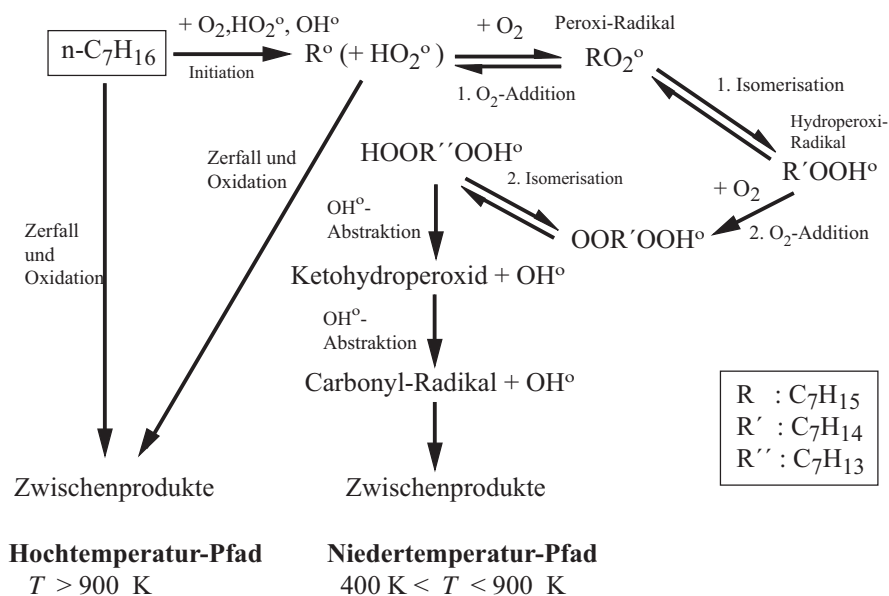 + O₂,HO₂°, OH°
n-C₇H₁₆
Initiation
R° (+ HO₂° )
+ O₂
1. O₂-Addition
Peroxi-Radikal
RO₂°
1. Isomerisation
Hydroperoxi-
Radikal
R´OOH°
+ O₂
2. O₂-Addition
OOR´OOH°
2. Isomerisation
HOOR´´OOH°
Zerfall und
Oxidation
Zerfall
und
Oxidation
OH°-
Abstraktion
Ketohydroperoxid + OH°
OH°-
Abstraktion
Carbonyl-Radikal + OH°
R : C₇H₁₅
R´ : C₇H₁₄
R´´ : C₇H₁₃
Zwischenprodukte
Zwischenprodukte
Hochtemperatur-Pfad
T > 900 K
Niedertemperatur-Pfad
400 K < T < 900 K